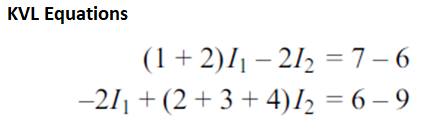 KVL Equations
(1 + 2)I₁ – 2I₂ = 7 – 6
–2I₁ + (2 + 3 + 4)I₂ = 6 – 9